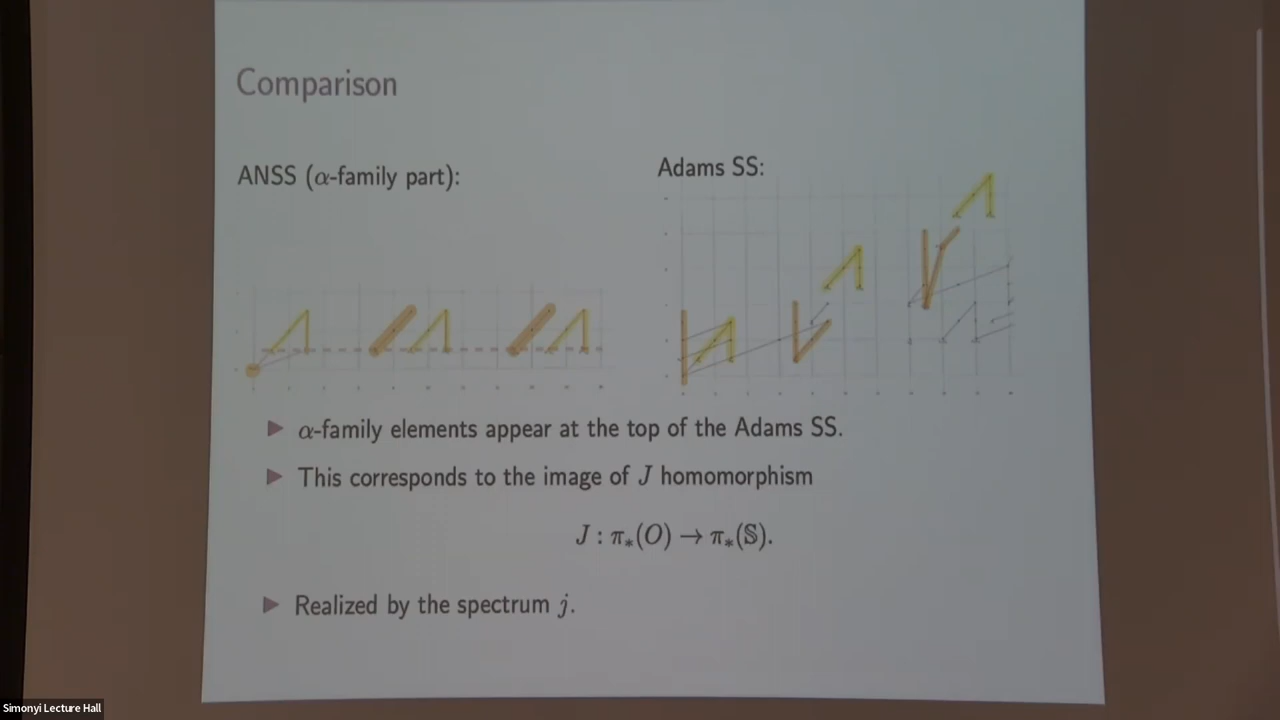 Comparison
ANSS (α-family part):
Adams SS:
▶ α-family elements appear at the top of the Adams SS.
▶ This corresponds to the image of J homomorphism
J : π∗(O) → π∗(𝕊).
▶ Realized by the spectrum j.
Simonyi Lecture Hall